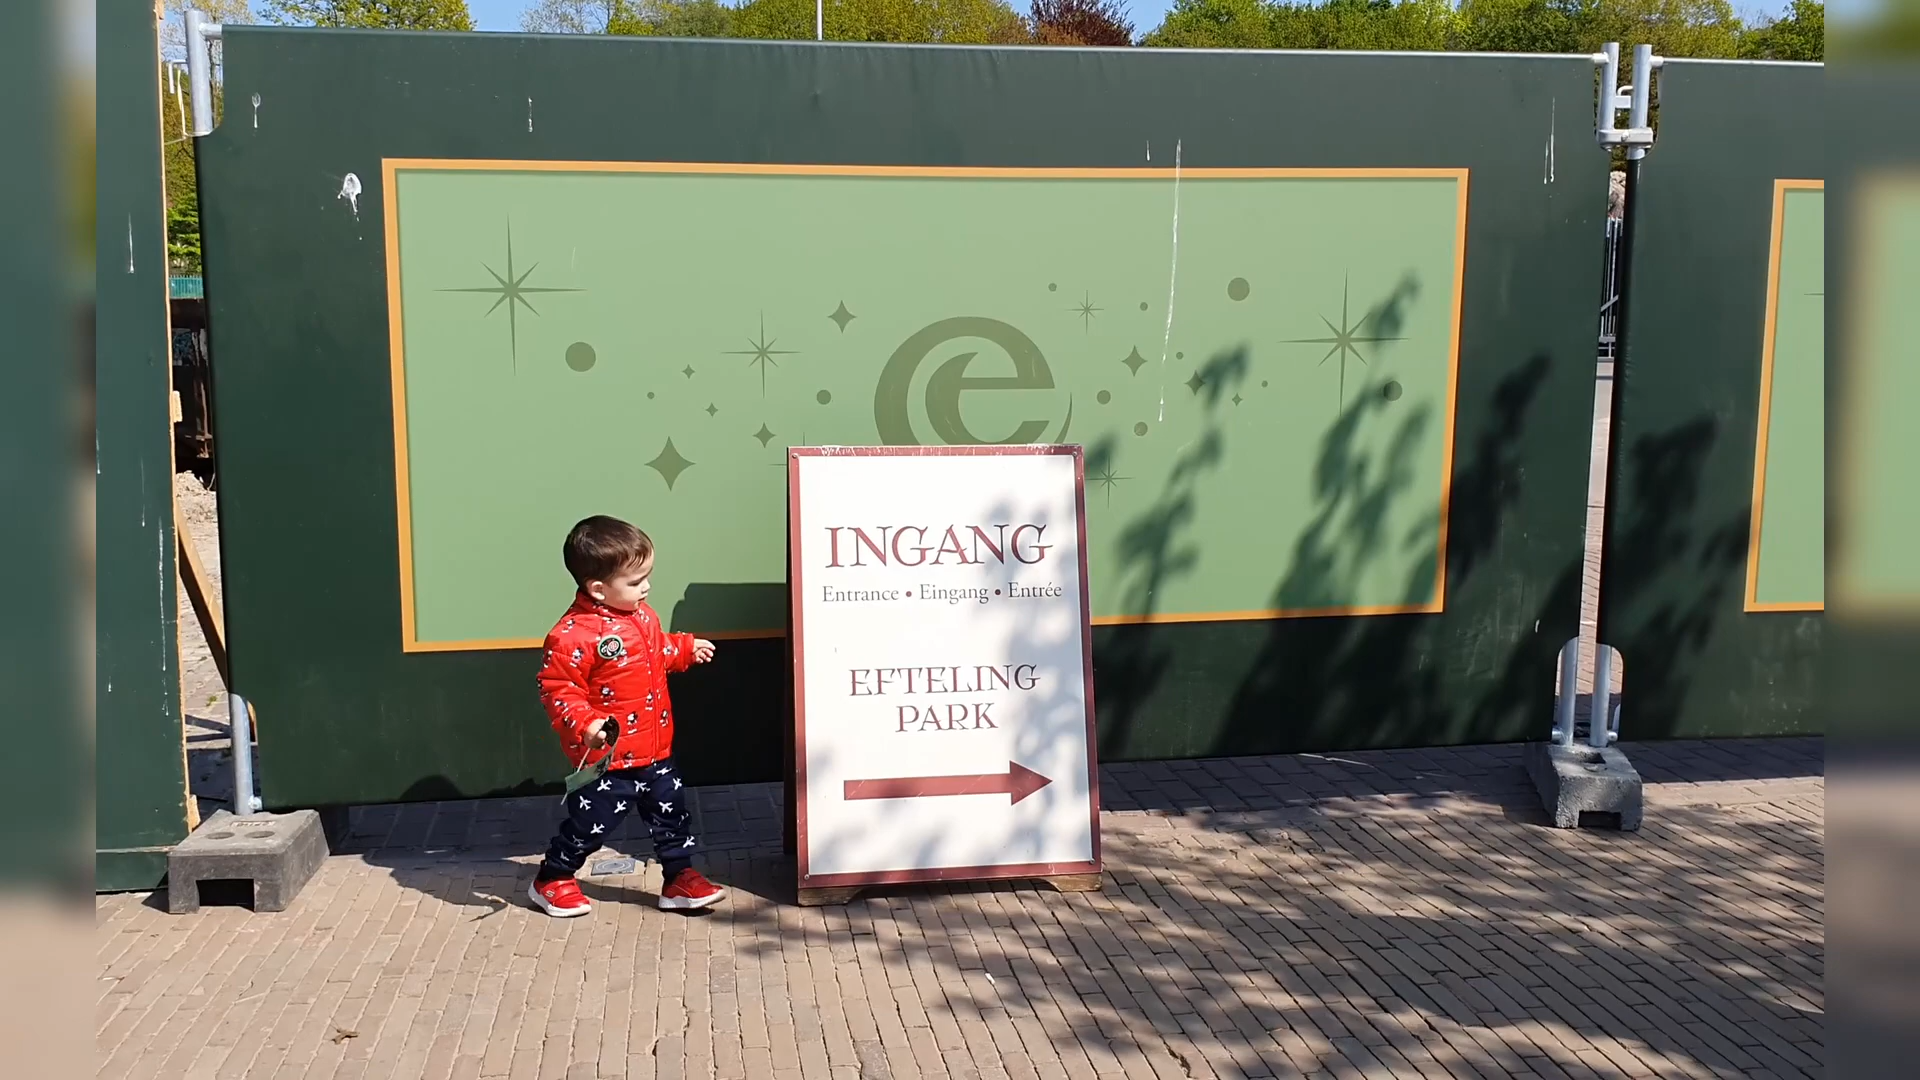 e
INGANG
Entrance • Eingang • Entrée
EFTELING
PARK